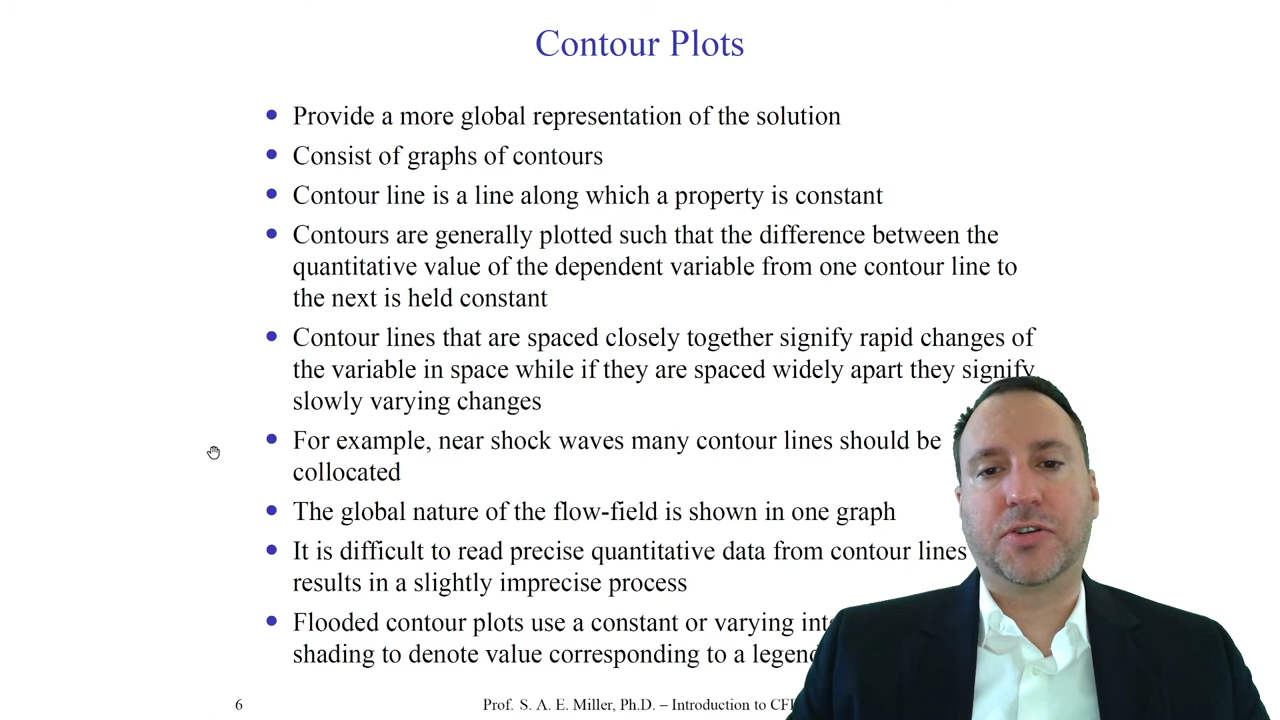 Contour Plots
• Provide a more global representation of the solution
• Consist of graphs of contours
• Contour line is a line along which a property is constant
• Contours are generally plotted such that the difference between the
quantitative value of the dependent variable from one contour line to
the next is held constant
• Contour lines that are spaced closely together signify rapid changes of
the variable in space while if they are spaced widely apart they signify
slowly varying changes
• For example, near shock waves many contour lines should be
collocated
• The global nature of the flow-field is shown in one graph
• It is difficult to read precise quantitative data from contour lines
results in a slightly imprecise process
• Flooded contour plots use a constant or varying
shading to denote value corresponding to a legend
6 Prof. S. A. E. Miller, Ph.D. – Introduction to